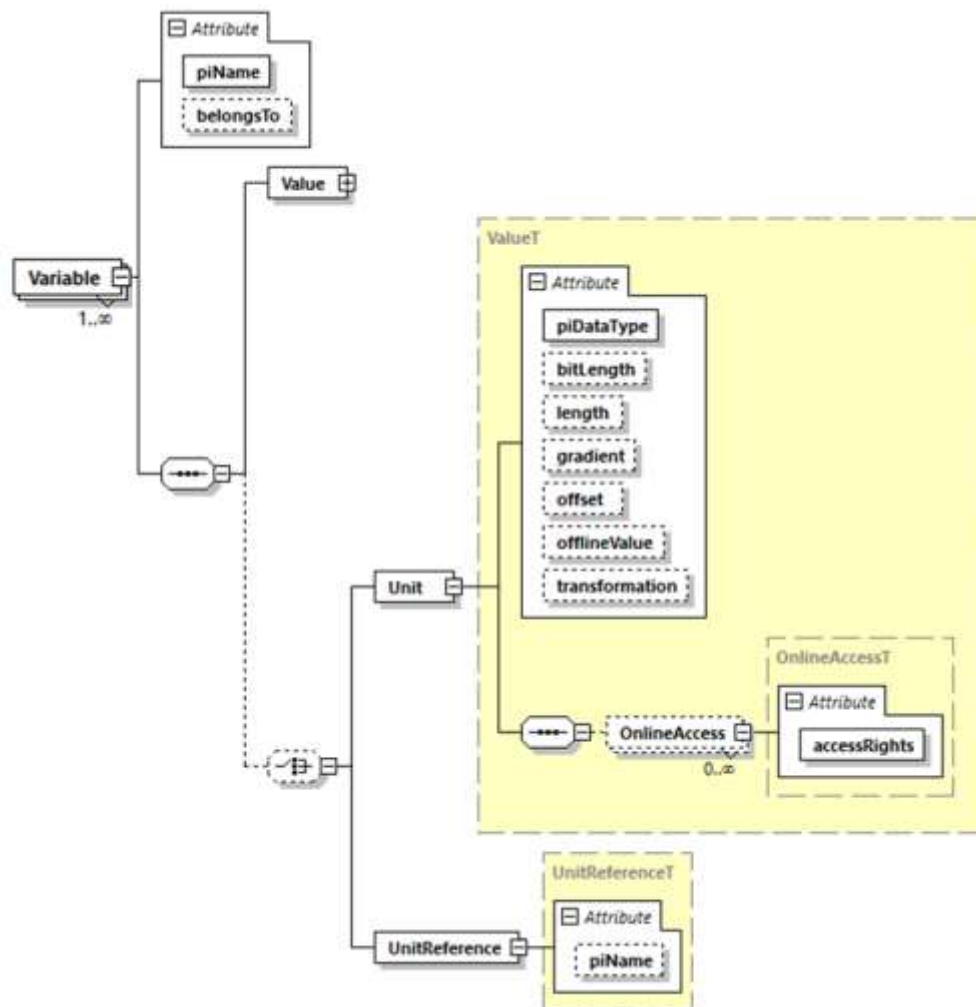 Attribute
piName
belongsTo
Value
ValueT
Variable
1..∞
Attribute
piDataType
bitLength
length
gradient
offset
offlineValue
transformation
Unit
OnlineAccessT
Attribute
OnlineAccess
accessRights
0..∞
UnitReferenceT
Attribute
UnitReference
piName